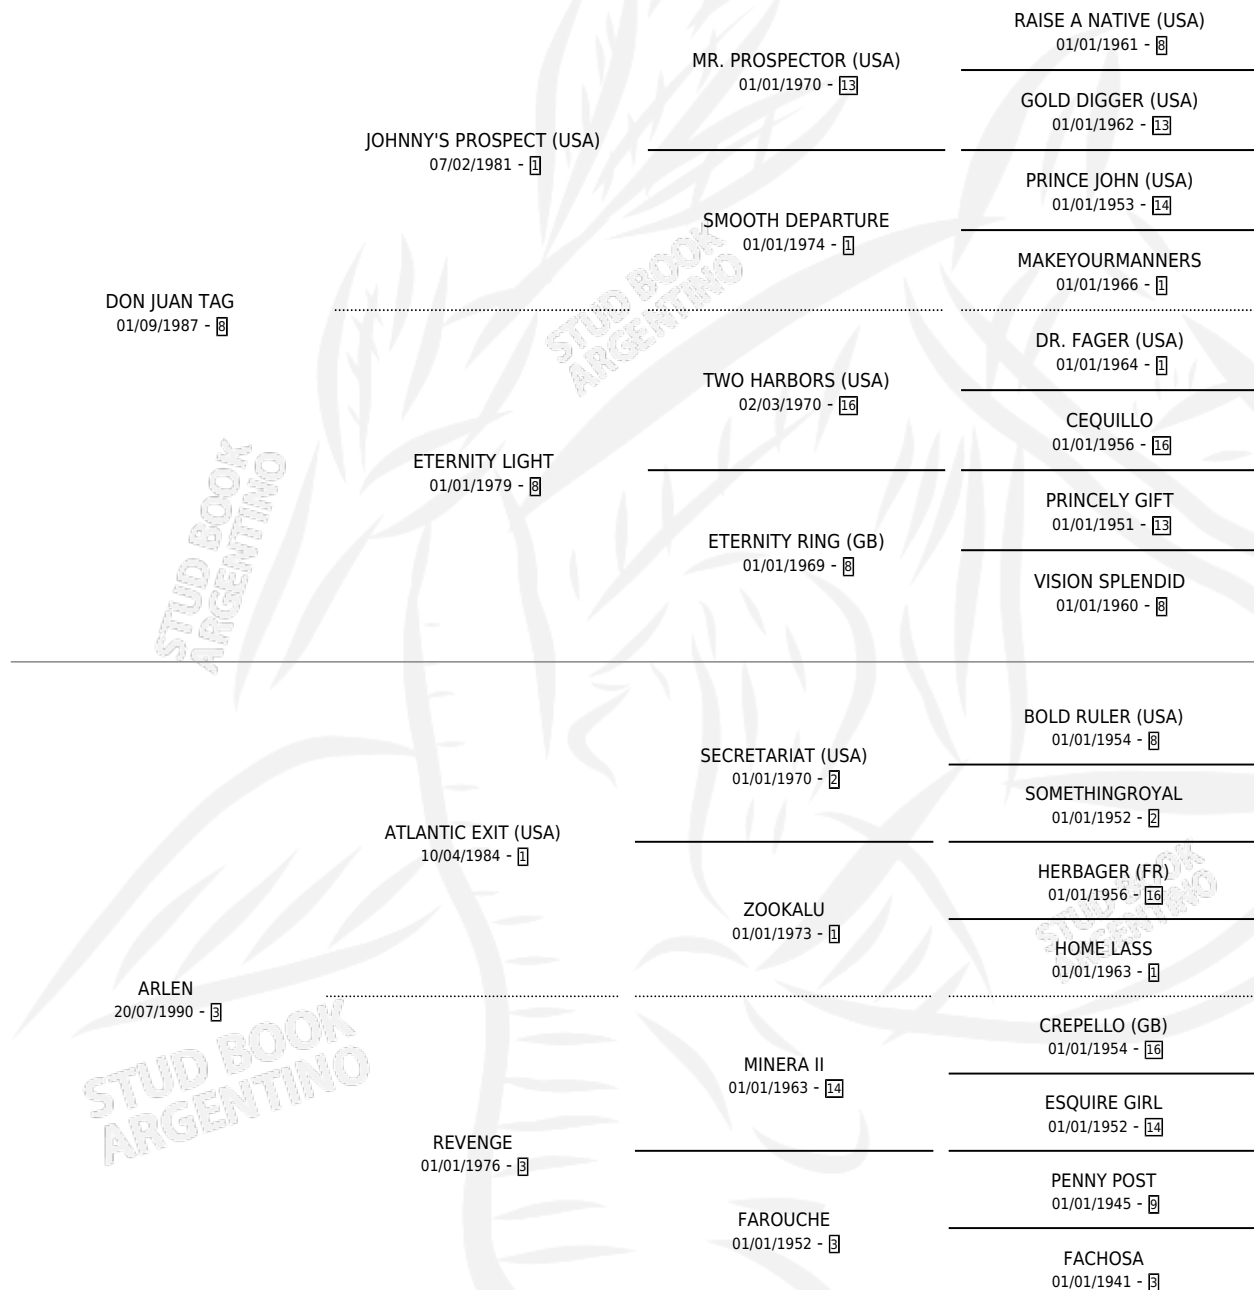 RAISE A NATIVE (USA)
01/01/1961 - 8
MR. PROSPECTOR (USA)
01/01/1970 - 13
GOLD DIGGER (USA)
01/01/1962 - 13
JOHNNY'S PROSPECT (USA)
07/02/1981 - 1
PRINCE JOHN (USA)
01/01/1953 - 14
SMOOTH DEPARTURE
01/01/1974 - 1
MAKEYOURMANNERS
01/01/1966 - 1
DON JUAN TAG
01/09/1987 - 8
DR. FAGER (USA)
01/01/1964 - 1
TWO HARBORS (USA)
02/03/1970 - 16
CEQUILLO
01/01/1956 - 16
ETERNITY LIGHT
01/01/1979 - 8
PRINCELY GIFT
01/01/1951 - 13
ETERNITY RING (GB)
01/01/1969 - 8
VISION SPLENDID
01/01/1960 - 8
BOLD RULER (USA)
01/01/1954 - 8
SECRETARIAT (USA)
01/01/1970 - 2
SOMETHINGROYAL
01/01/1952 - 2
ATLANTIC EXIT (USA)
10/04/1984 - 1
HERBAGER (FR)
01/01/1956 - 16
ZOOKALU
01/01/1973 - 1
HOME LASS
01/01/1963 - 1
ARLEN
20/07/1990 - 3
CREPELLO (GB)
01/01/1954 - 16
MINERA II
01/01/1963 - 14
ESQUIRE GIRL
01/01/1952 - 14
REVENGE
01/01/1976 - 3
PENNY POST
01/01/1945 - 9
FAROUCHE
01/01/1952 - 3
FACHOSA
01/01/1941 - 3
STUD BOOK
ARGENTINO
STUD BOOK
ARGENTINO
STUD BOOK
ARGENTINO
STUD BOOK
ARGENTINO